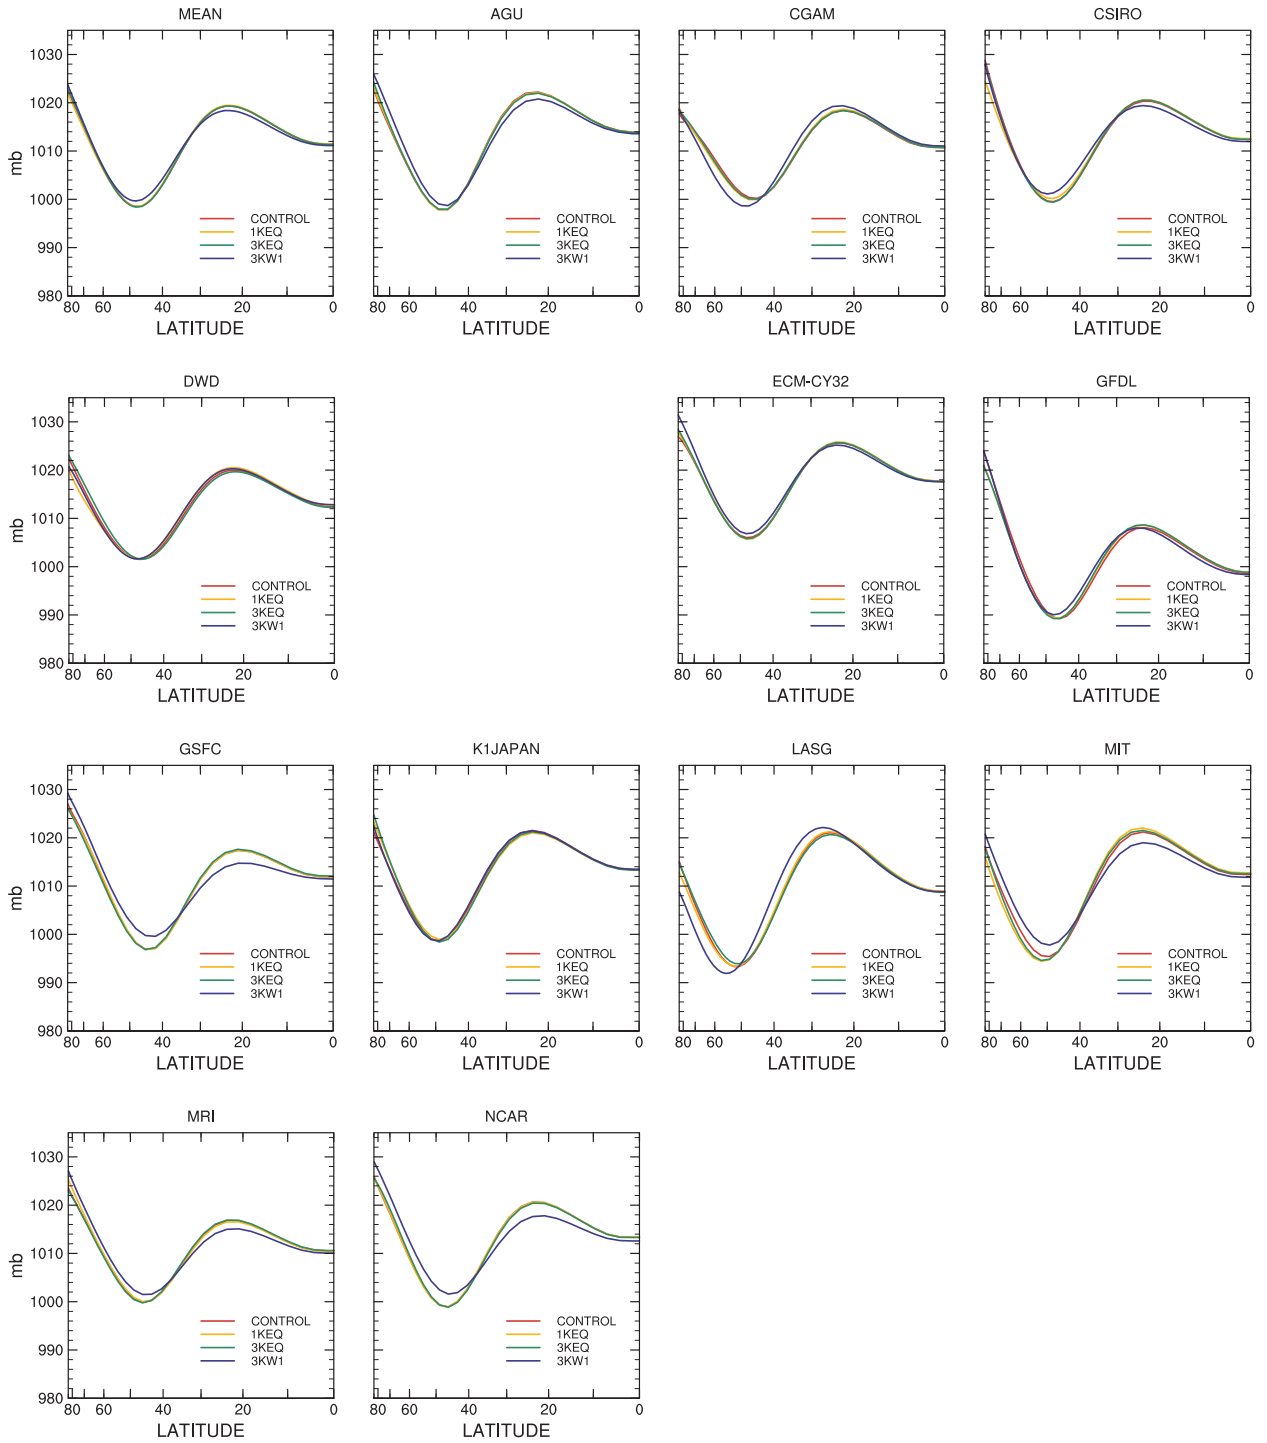 MEAN AGU CGAM CSIRO
1030
1020
1010
1000
990
980
mb
CONTROL CONTROL CONTROL CONTROL
1KEQ 1KEQ 1KEQ 1KEQ
3KEQ 3KEQ 3KEQ 3KEQ
3KW1 3KW1 3KW1 3KW1
80 60 40 20 0 80 60 40 20 0 80 60 40 20 0 80 60 40 20 0
LATITUDE LATITUDE LATITUDE LATITUDE
DWD ECM-CY32 GFDL
1030
1020
1010
1000
990
980
mb
CONTROL CONTROL CONTROL
1KEQ 1KEQ 1KEQ
3KEQ 3KEQ 3KEQ
3KW1 3KW1 3KW1
80 60 40 20 0 80 60 40 20 0 80 60 40 20 0
LATITUDE LATITUDE LATITUDE
GSFC K1JAPAN LASG MIT
1030
1020
1010
1000
990
980
mb
CONTROL CONTROL CONTROL CONTROL
1KEQ 1KEQ 1KEQ 1KEQ
3KEQ 3KEQ 3KEQ 3KEQ
3KW1 3KW1 3KW1 3KW1
80 60 40 20 0 80 60 40 20 0 80 60 40 20 0 80 60 40 20 0
LATITUDE LATITUDE LATITUDE LATITUDE
MRI NCAR
1030
1020
1010
1000
990
980
mb
CONTROL CONTROL
1KEQ 1KEQ
3KEQ 3KEQ
3KW1 3KW1
80 60 40 20 0 80 60 40 20 0
LATITUDE LATITUDE